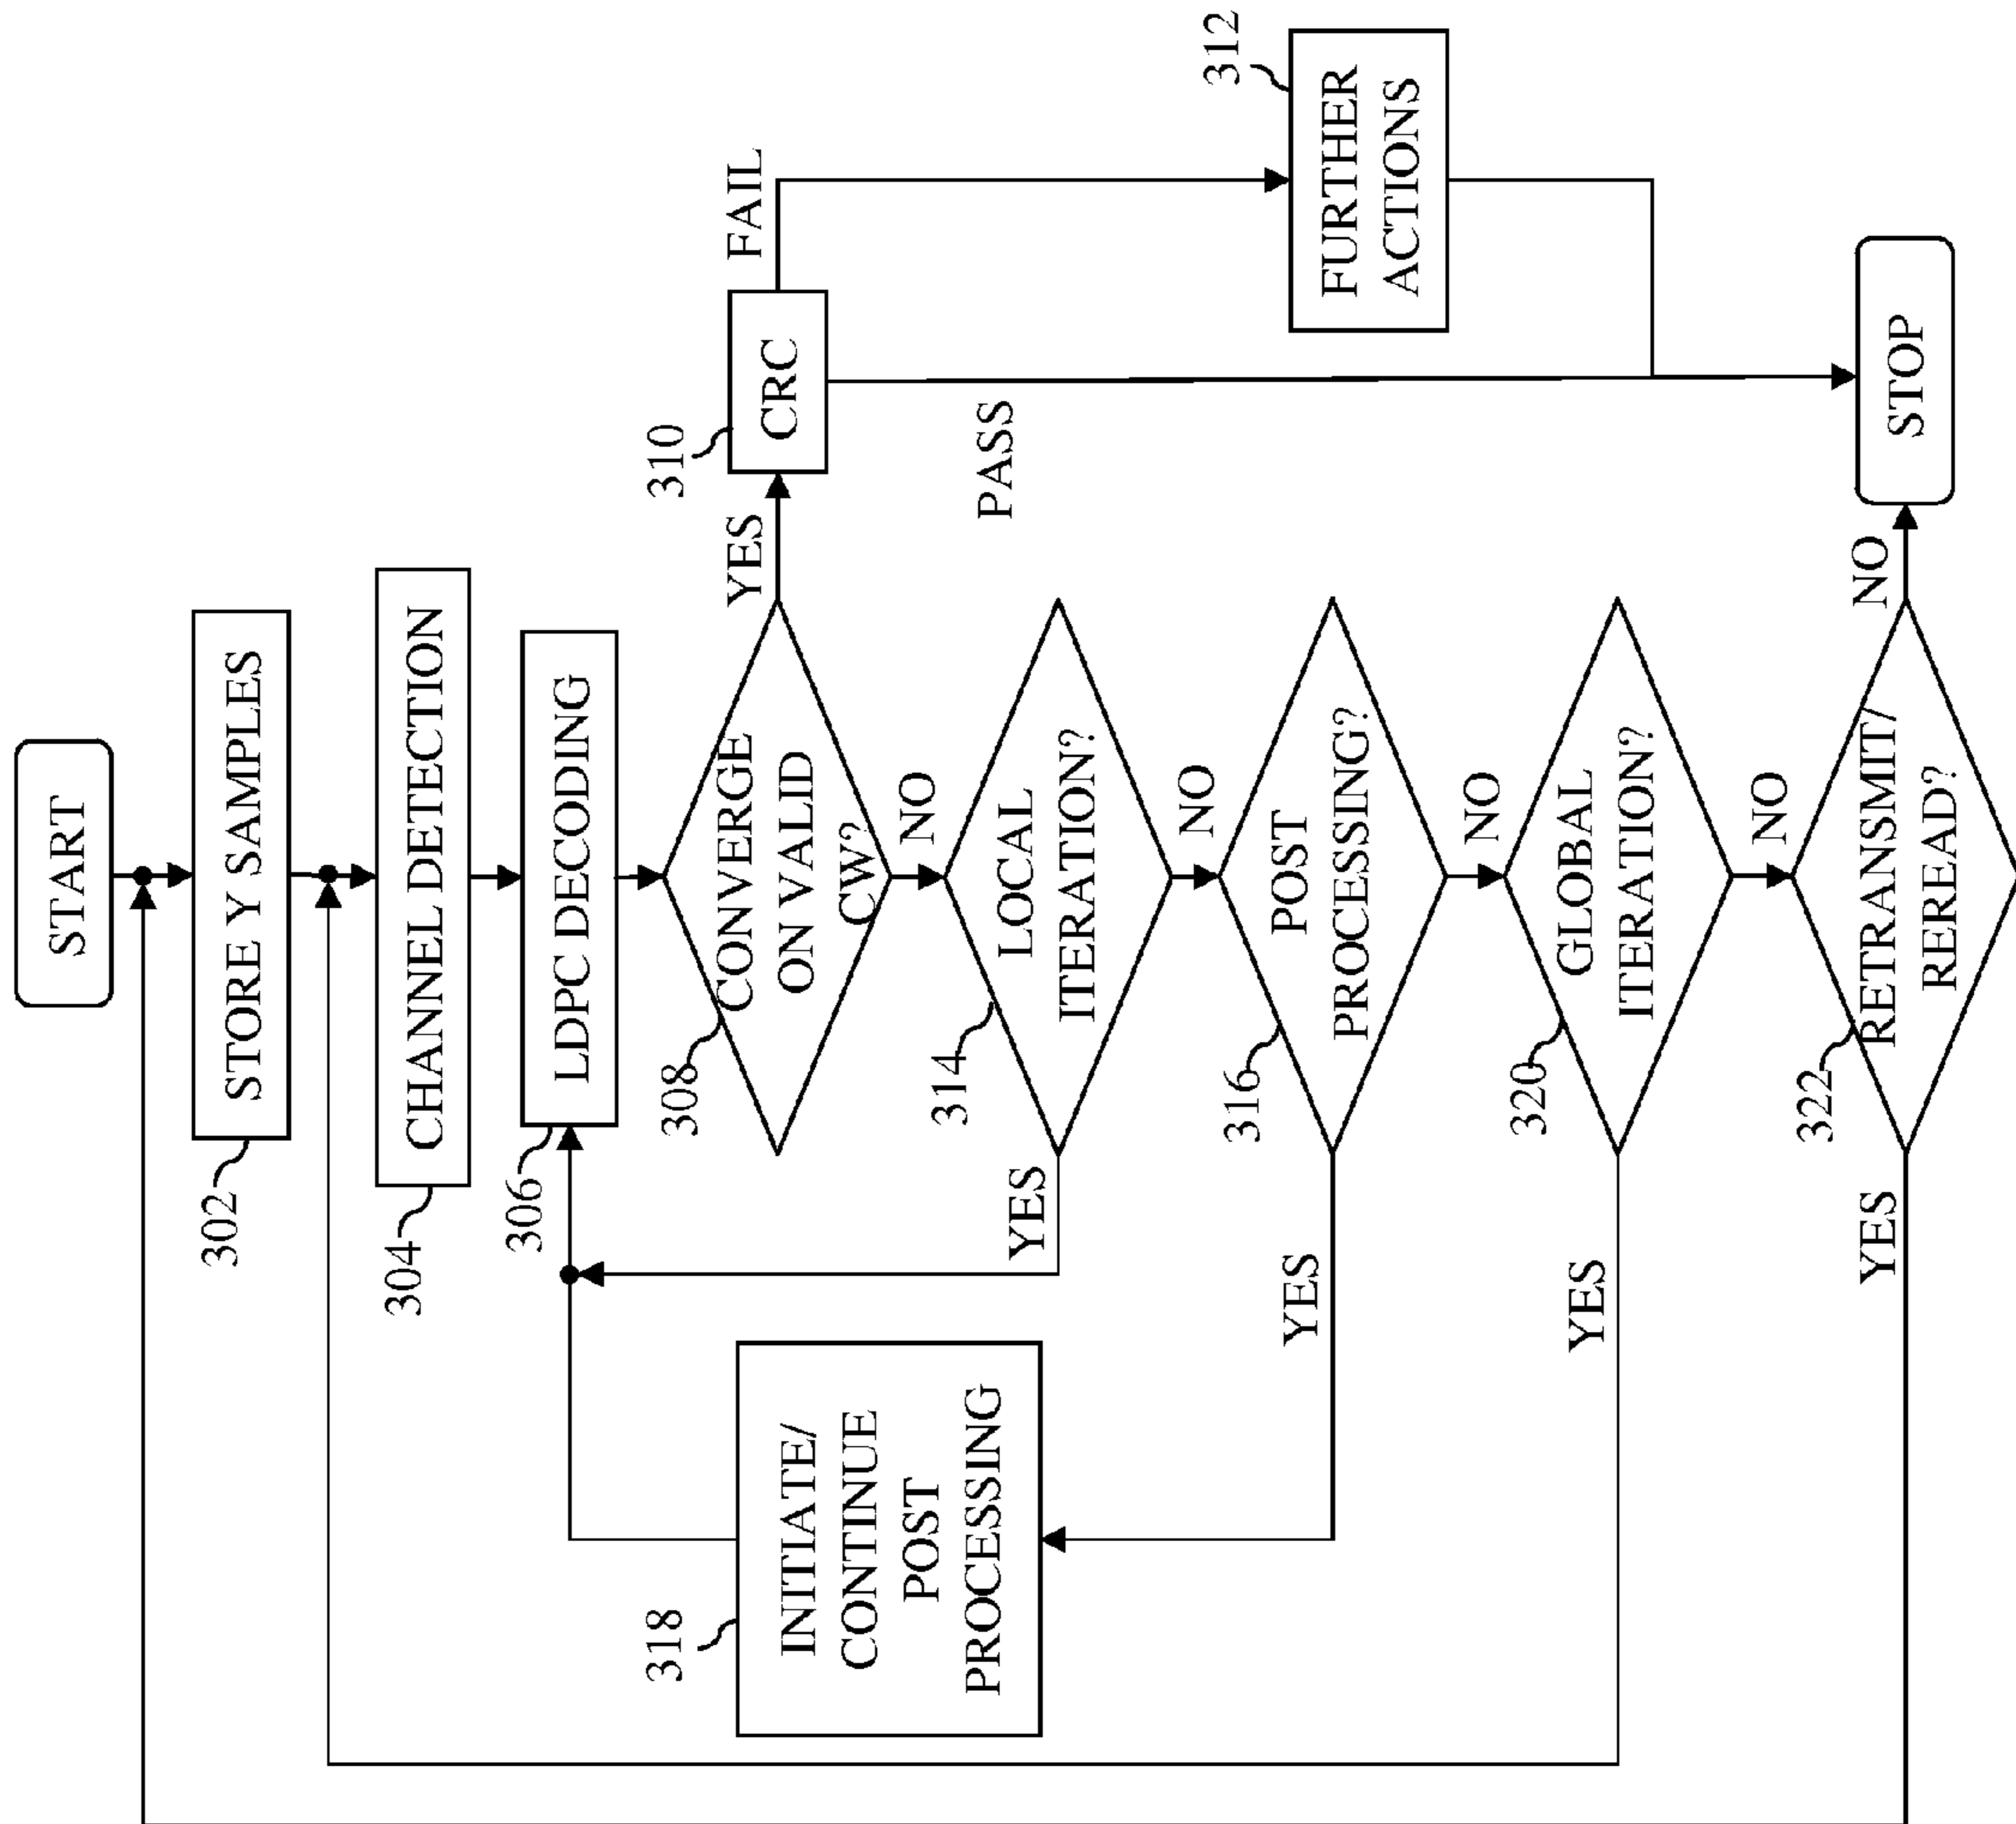 START
302
STORE Y SAMPLES
304
CHANNEL DETECTION
306
LDPC DECODING
308
CONVERGE
ON VALID
CW?
YES
NO
310
CRC
FAIL
PASS
312
FURTHER
ACTIONS
314
LOCAL
ITERATION?
YES
NO
316
POST
PROCESSING?
YES
NO
318
INITIATE/
CONTINUE
POST
PROCESSING
320
GLOBAL
ITERATION?
YES
NO
322
RETRANSMIT/
REREAD?
YES
NO
STOP